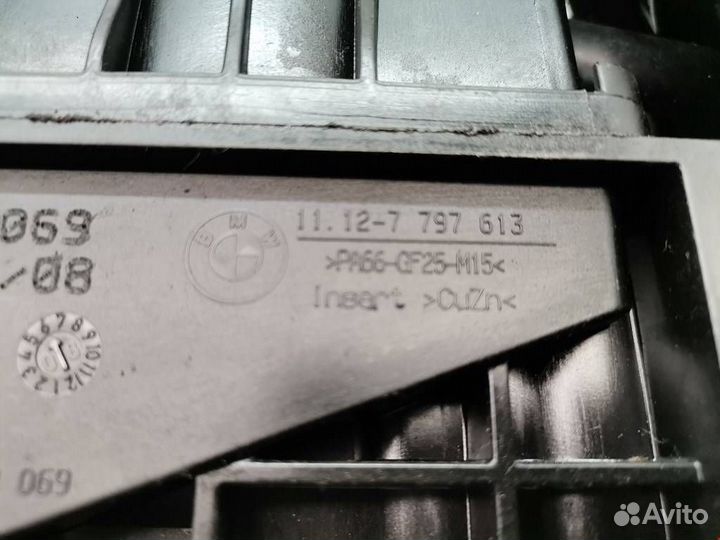 069
-08
BMW
11.12-7 797 613
>PA66-GF25-M15<
Insert >CuZn<
1 2 3 4 5 6 7 8 9 10 11 12
069
Avito